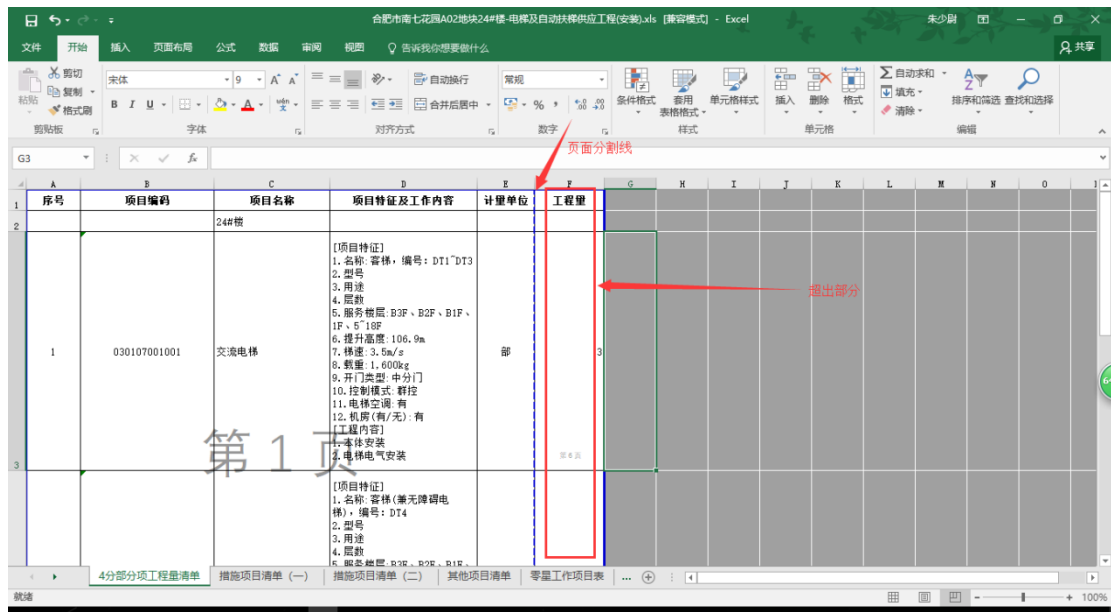 合肥市南七花园A02地块24#楼-电梯及自动扶梯供应工程(安装).xls [兼容模式] - Excel
朱少尉
文件 开始 插入 页面布局 公式 数据 审阅 视图 告诉我你想要做什么
共享
粘贴 剪切 复制 格式刷
宋体 9
B I U A wén
自动换行
合并后居中
常规
条件格式 套用表格格式 单元格样式
插入 删除 格式
自动求和
填充
清除
排序和筛选 查找和选择
剪贴板 字体 对齐方式 数字 样式 单元格 编辑
页面分割线
G3 fx
A B C D E F G H I J K L M N O
1 序号 项目编码 项目名称 项目特征及工作内容 计量单位 工程量
2 24#楼
[项目特征]
1.名称:客梯，编号：DT1~DT3
2.型号
3.用途
4.层数
5.服务楼层:B3F、B2F、B1F、
1F、5~18F
6.提升高度:106.9m
1 030107001001 交流电梯 7.梯速:3.5m/s 部 3
8.载重:1,600kg
9.开门类型:中分门
10.控制模式:群控
11.电梯空调:有
12.机房(有/无):有
[工程内容]
1.本体安装
2.电梯电气安装
超出部分
第 1 页
第 6 页
3
[项目特征]
1.名称:客梯(兼无障碍电
梯)，编号：DT4
2.型号
3.用途
4.层数
5.服务楼层:B3F、B2F、B1F、
4分部分项工程量清单 措施项目清单（一） 措施项目清单（二） 其他项目清单 零星工作项目表 ...
就绪
100%